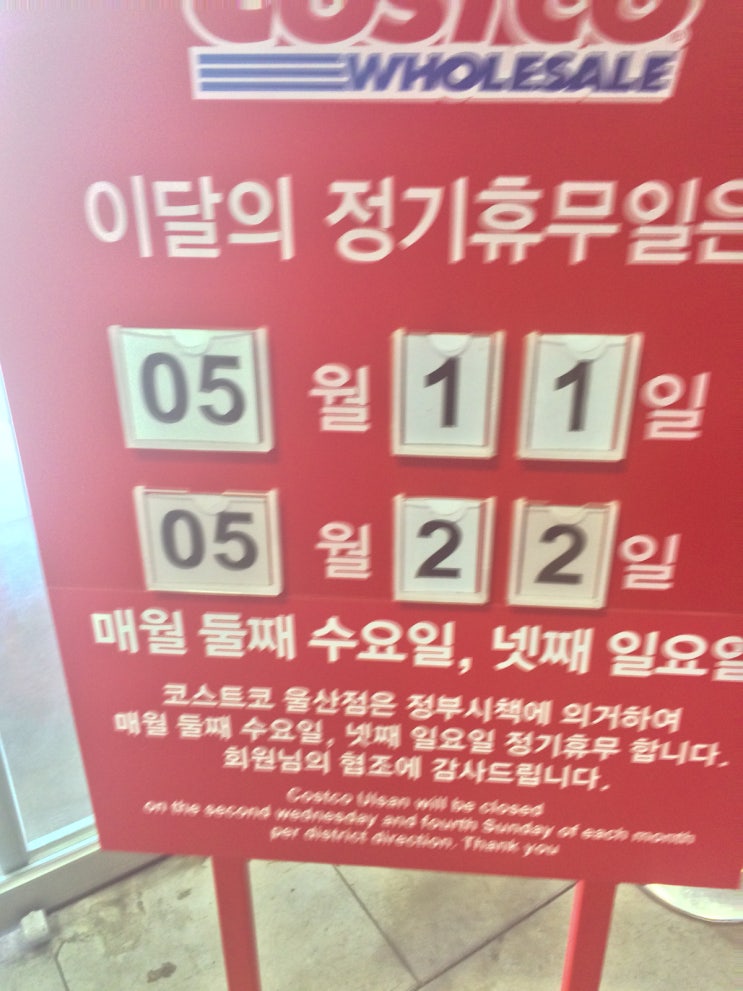 COSTCO
WHOLESALE
이달의 정기휴무일은
05 월 1 1 일
05 월 2 2 일
매월 둘째 수요일, 넷째 일요일
코스트코 울산점은 정부시책에 의거하여
매월 둘째 수요일, 넷째 일요일 정기휴무 합니다.
회원님의 협조에 감사드립니다.
Costco Ulsan will be closed
on the second wednesday and fourth Sunday of each month
per district direction. Thank you